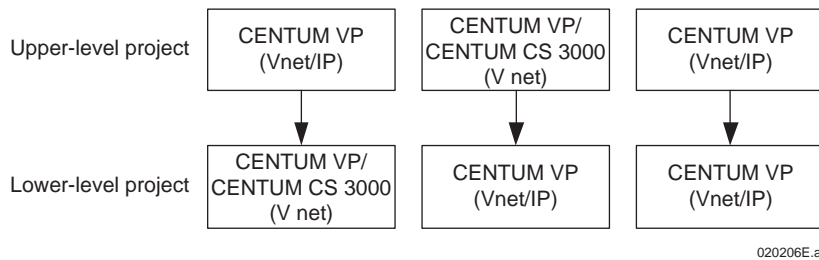 Upper-level project
CENTUM VP
(Vnet/IP)
CENTUM VP/
CENTUM CS 3000
(V net)
CENTUM VP
(Vnet/IP)
Lower-level project
CENTUM VP/
CENTUM CS 3000
(V net)
CENTUM VP
(Vnet/IP)
CENTUM VP
(Vnet/IP)
020206E.a